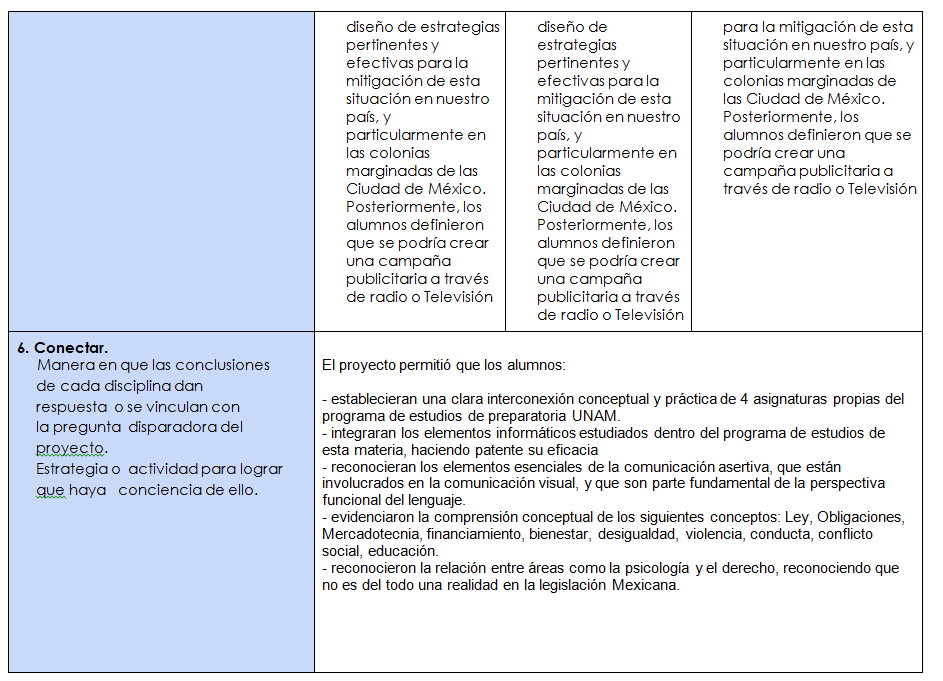 diseño de estrategias
pertinentes y
efectivas para la
mitigación de esta
situación en nuestro
país, y
particularmente en
las colonias
marginadas de las
Ciudad de México.
Posteriormente, los
alumnos definieron
que se podría crear
una campaña
publicitaria a través
de radio o Televisión
diseño de
estrategias
pertinentes y
efectivas para la
mitigación de esta
situación en nuestro
país, y
particularmente en
las colonias
marginadas de las
Ciudad de México.
Posteriormente, los
alumnos definieron
que se podría crear
una campaña
publicitaria a través
de radio o Televisión
para la mitigación de esta
situación en nuestro país, y
particularmente en las
colonias marginadas de
las Ciudad de México.
Posteriormente, los
alumnos definieron que se
podría crear una
campaña publicitaria a
través de radio o Televisión
6. Conectar.
Manera en que las conclusiones
de cada disciplina dan
respuesta o se vinculan con
la pregunta disparadora del
proyecto.
Estrategia o actividad para lograr
que haya conciencia de ello.
El proyecto permitió que los alumnos:
- establecieran una clara interconexión conceptual y práctica de 4 asignaturas propias del
programa de estudios de preparatoria UNAM.
- integraran los elementos informáticos estudiados dentro del programa de estudios de
esta materia, haciendo patente su eficacia
- reconocieran los elementos esenciales de la comunicación asertiva, que están
involucrados en la comunicación visual, y que son parte fundamental de la perspectiva
funcional del lenguaje.
- evidenciaron la comprensión conceptual de los siguientes conceptos: Ley, Obligaciones,
Mercadotecnia, financiamiento, bienestar, desigualdad, violencia, conducta, conflicto
social, educación.
- reconocieron la relación entre áreas como la psicología y el derecho, reconociendo que
no es del todo una realidad en la legislación Mexicana.